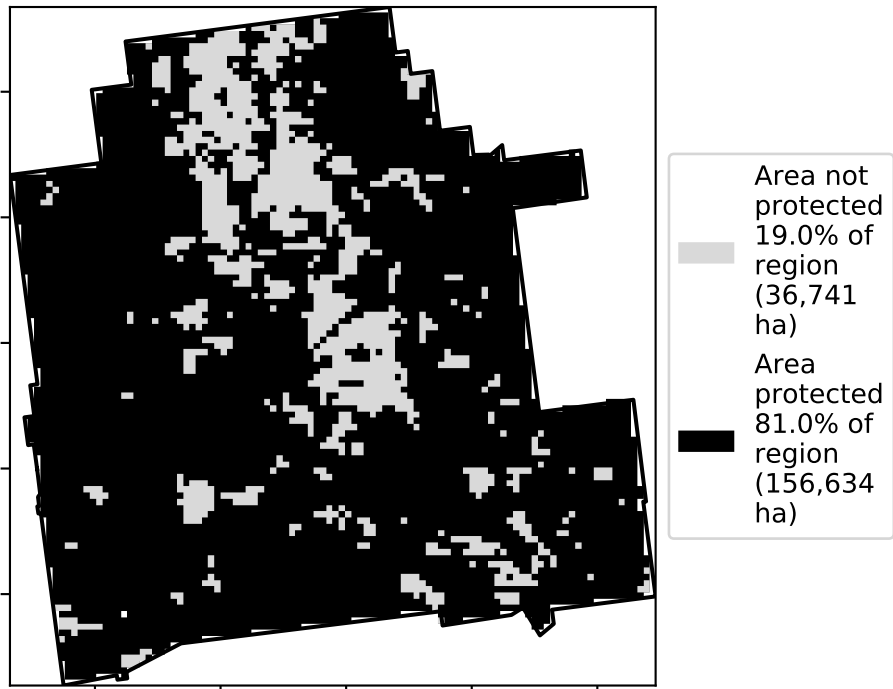 Area not
protected
19.0% of
region
(36,741
ha)
Area
protected
81.0% of
region
(156,634
ha)